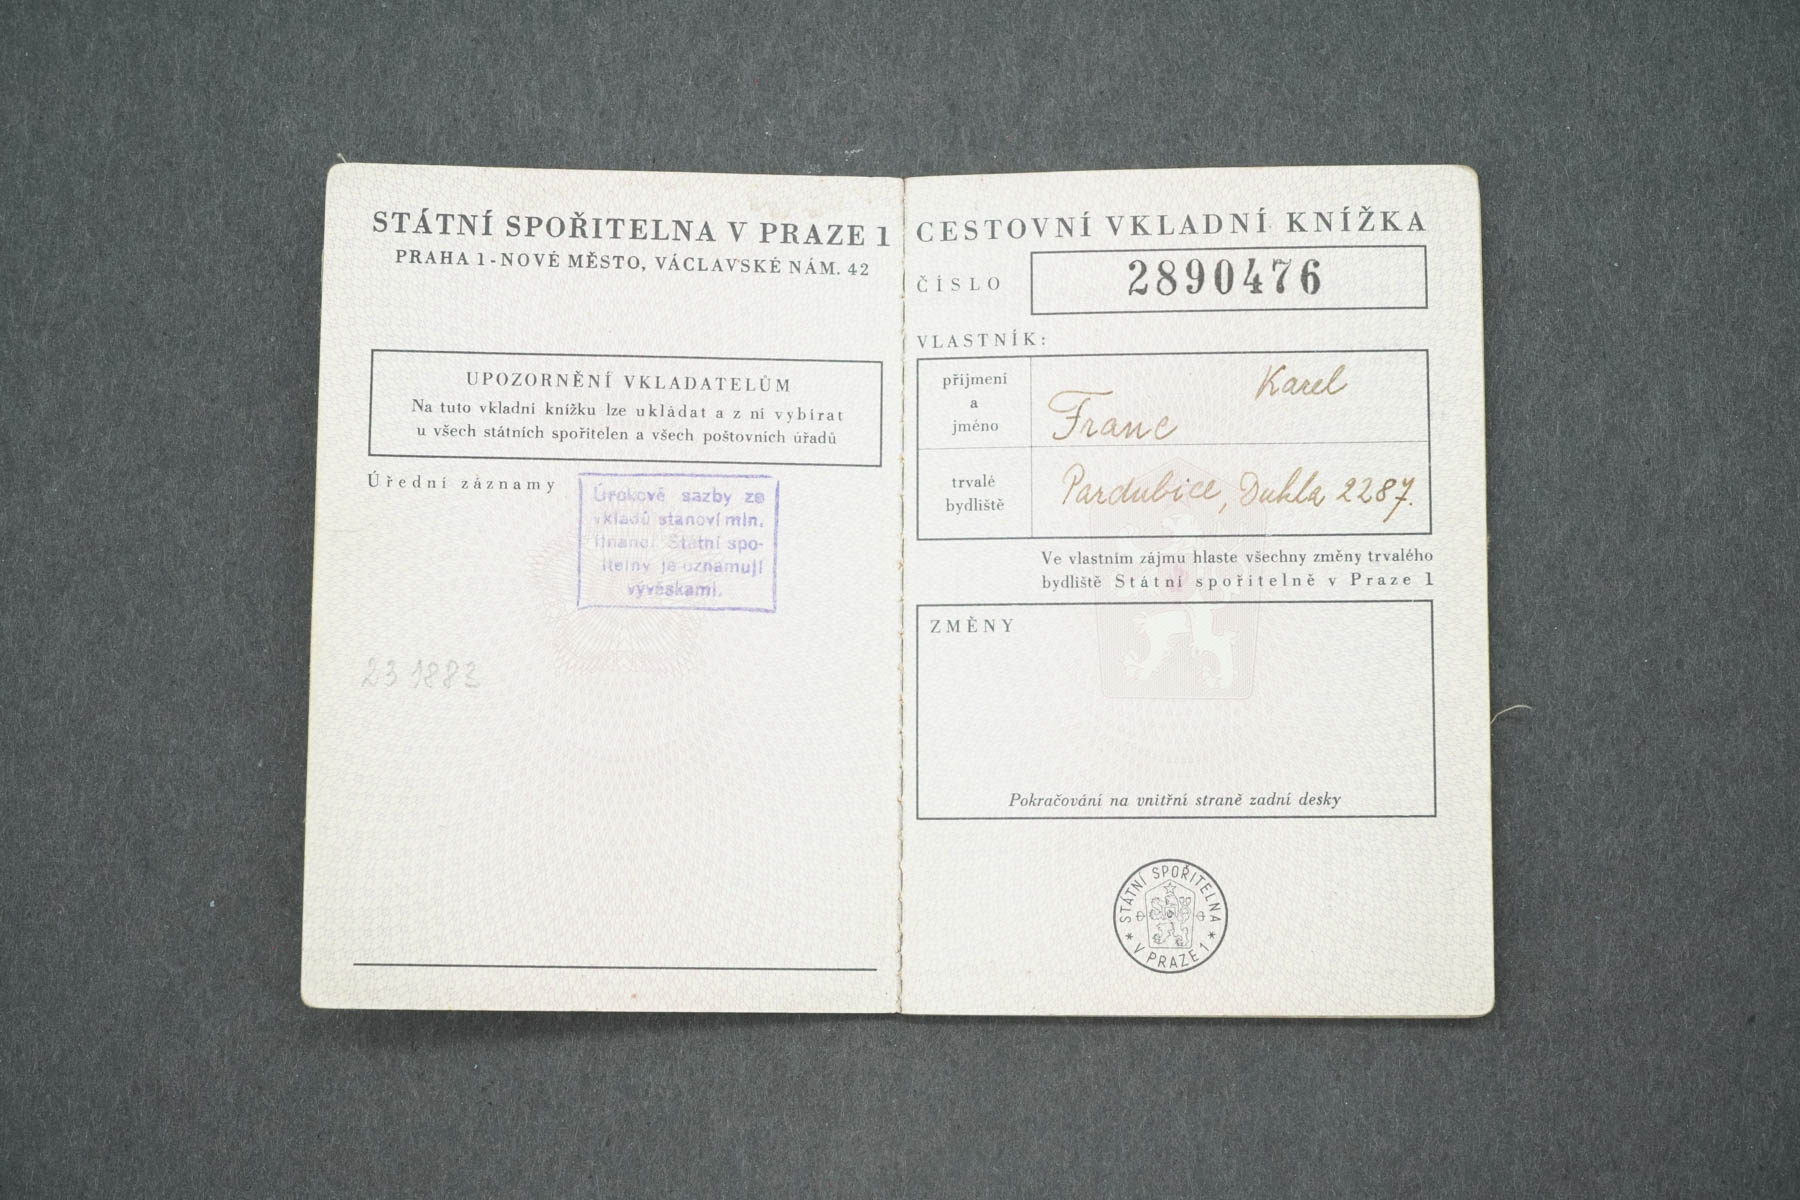 STÁTNÍ SPOŘITELNA V PRAZE 1
PRAHA 1 - NOVÉ MĚSTO, VÁCLAVSKÉ NÁM. 42
UPOZORNĚNÍ VKLADATELŮM
Na tuto vkladní knížku lze ukládat a z ní vybírat
u všech státních spořitelen a všech poštovních úřadů
Úřední záznamy
Úrokové sazby ze
vkladů stanoví min.
financí. Státní spo-
řitelny je oznamují
vývěskami.
23 1883
CESTOVNÍ VKLADNÍ KNÍŽKA
ČÍSLO 2890476
VLASTNÍK:
příjmení
a
jméno
Franc Karel
trvalé
bydliště
Pardubice, Dukla 2287.
Ve vlastním zájmu hlaste všechny změny trvalého
bydliště Státní spořitelně v Praze 1
ZMĚNY
Pokračování na vnitřní straně zadní desky
STÁTNÍ SPOŘITELNA
* V PRAZE 1 *